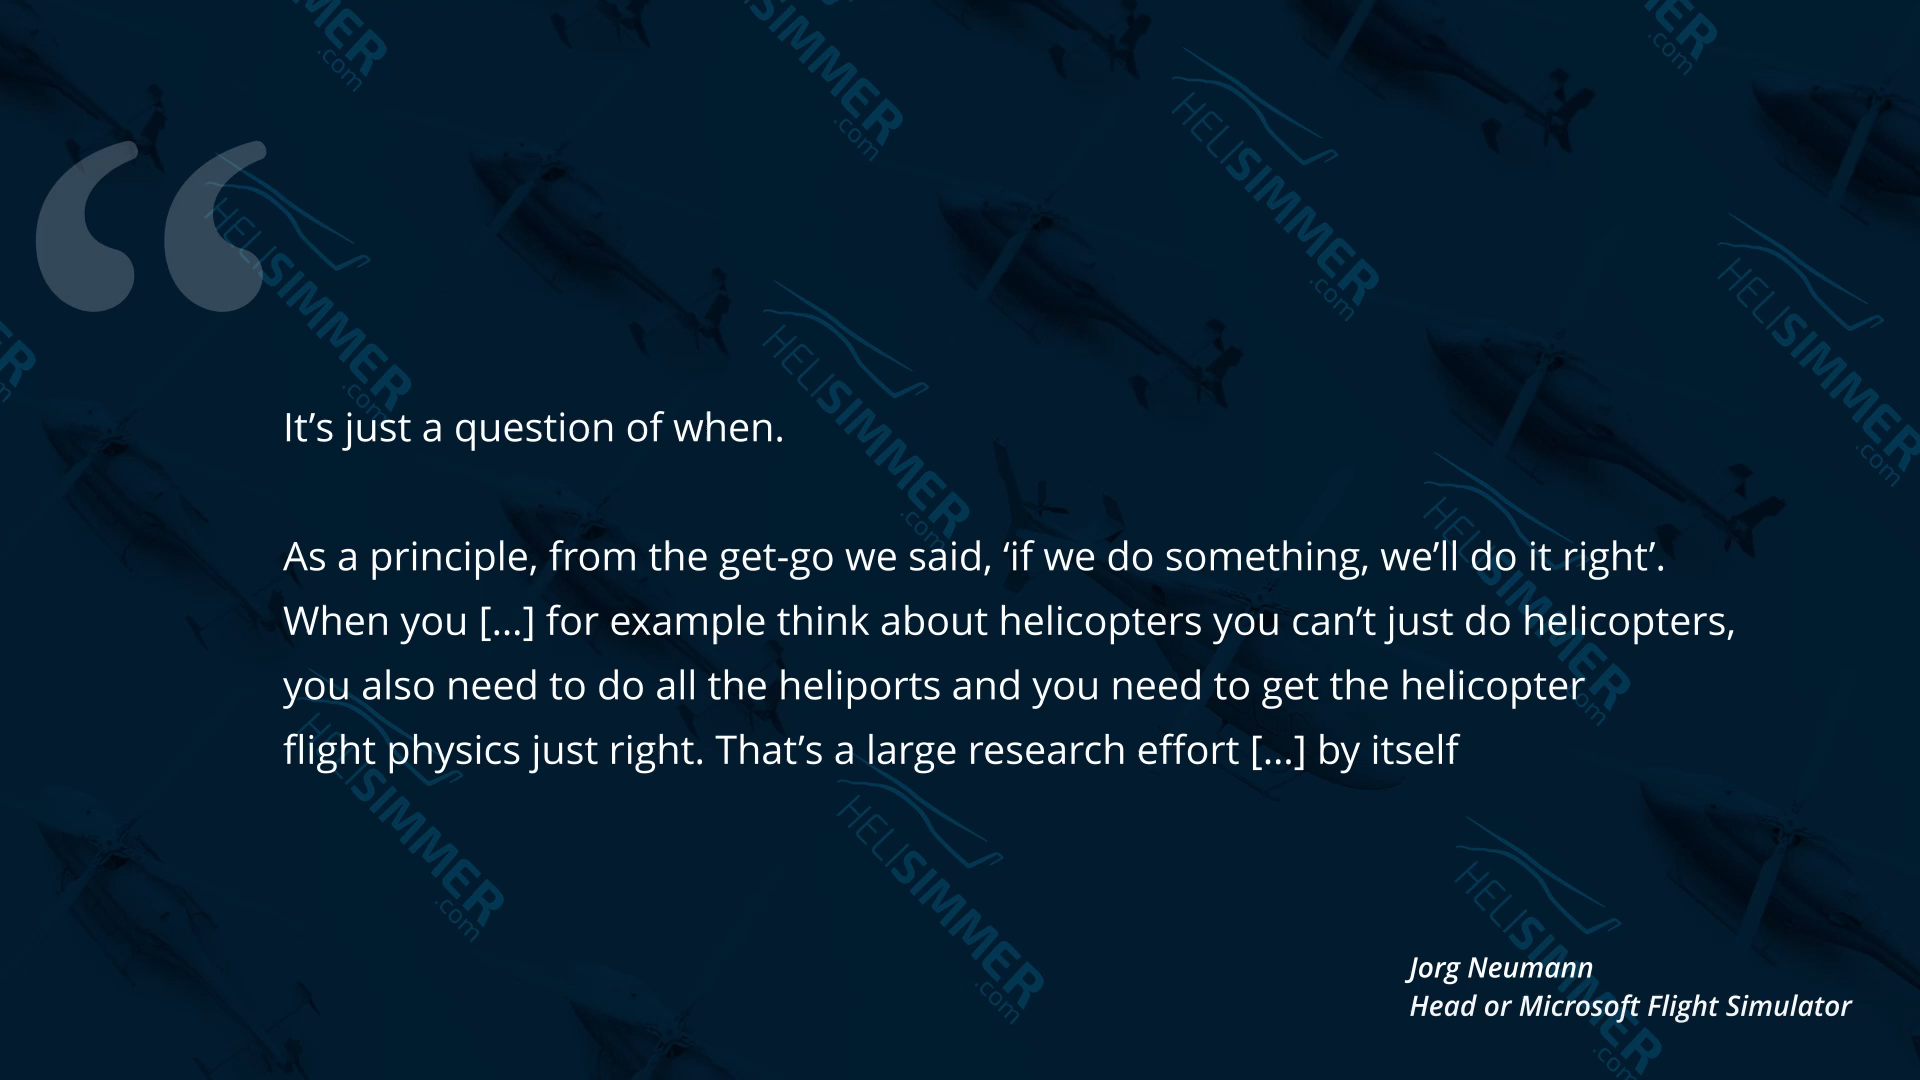 It’s just a question of when.
As a principle, from the get-go we said, ‘if we do something, we’ll do it right’.
When you [...] for example think about helicopters you can’t just do helicopters,
you also need to do all the heliports and you need to get the helicopter
flight physics just right. That’s a large research effort [...] by itself
Jorg Neumann
Head or Microsoft Flight Simulator
HELISIMMER
.com